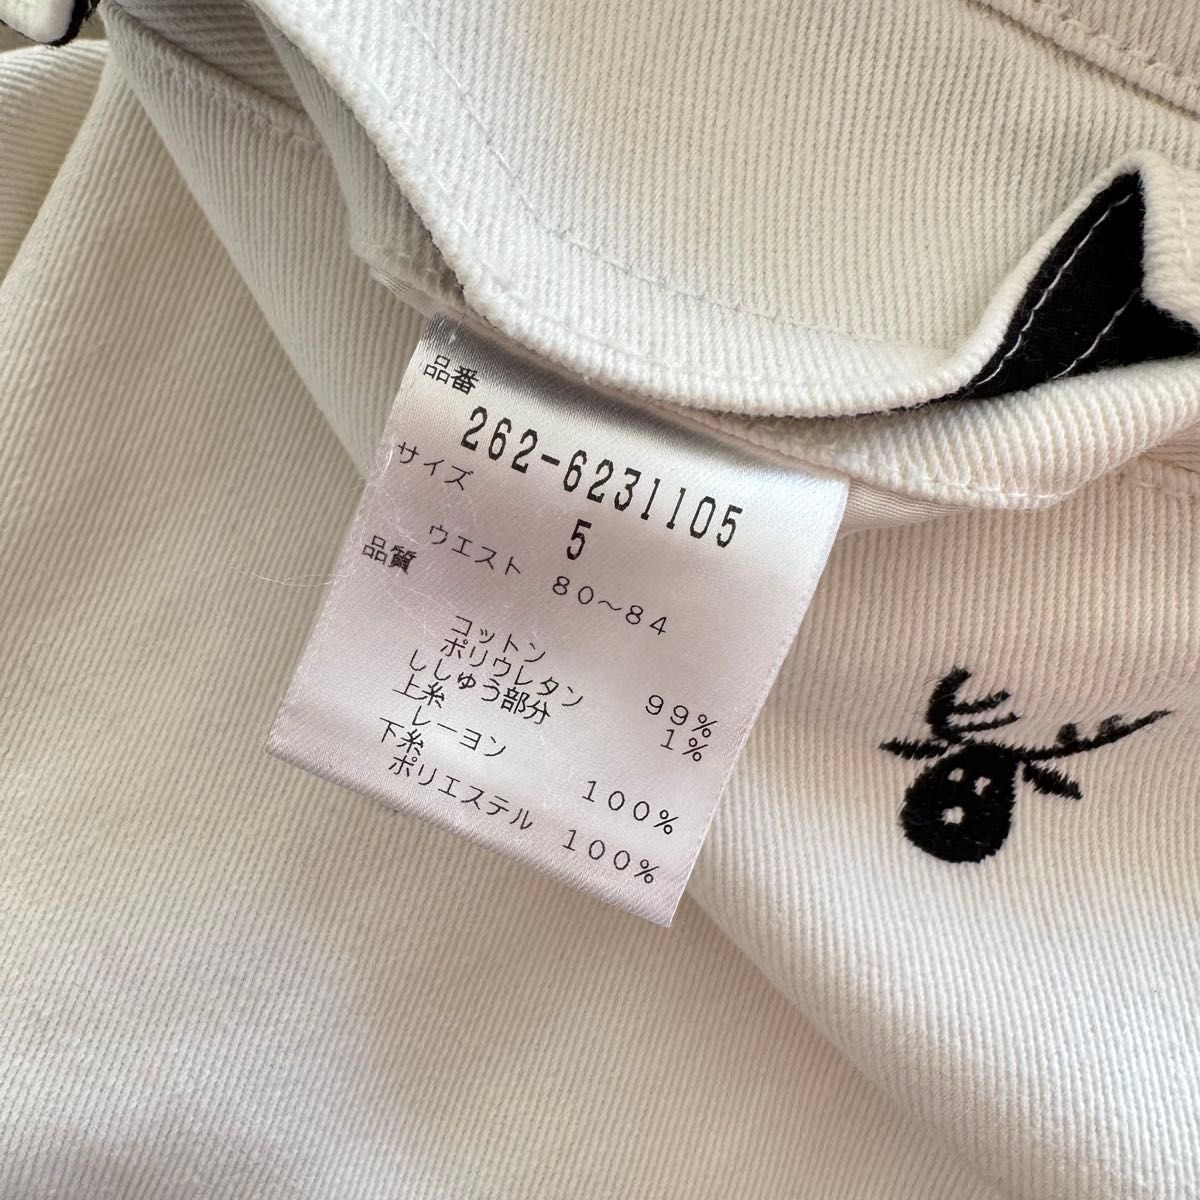 品番
262-6231105
サイズ 5
ウエスト 80〜84
品質
コットン 99%
ポリウレタン 1%
ししゅう部分
上糸
レーヨン 100%
下糸
ポリエステル 100%